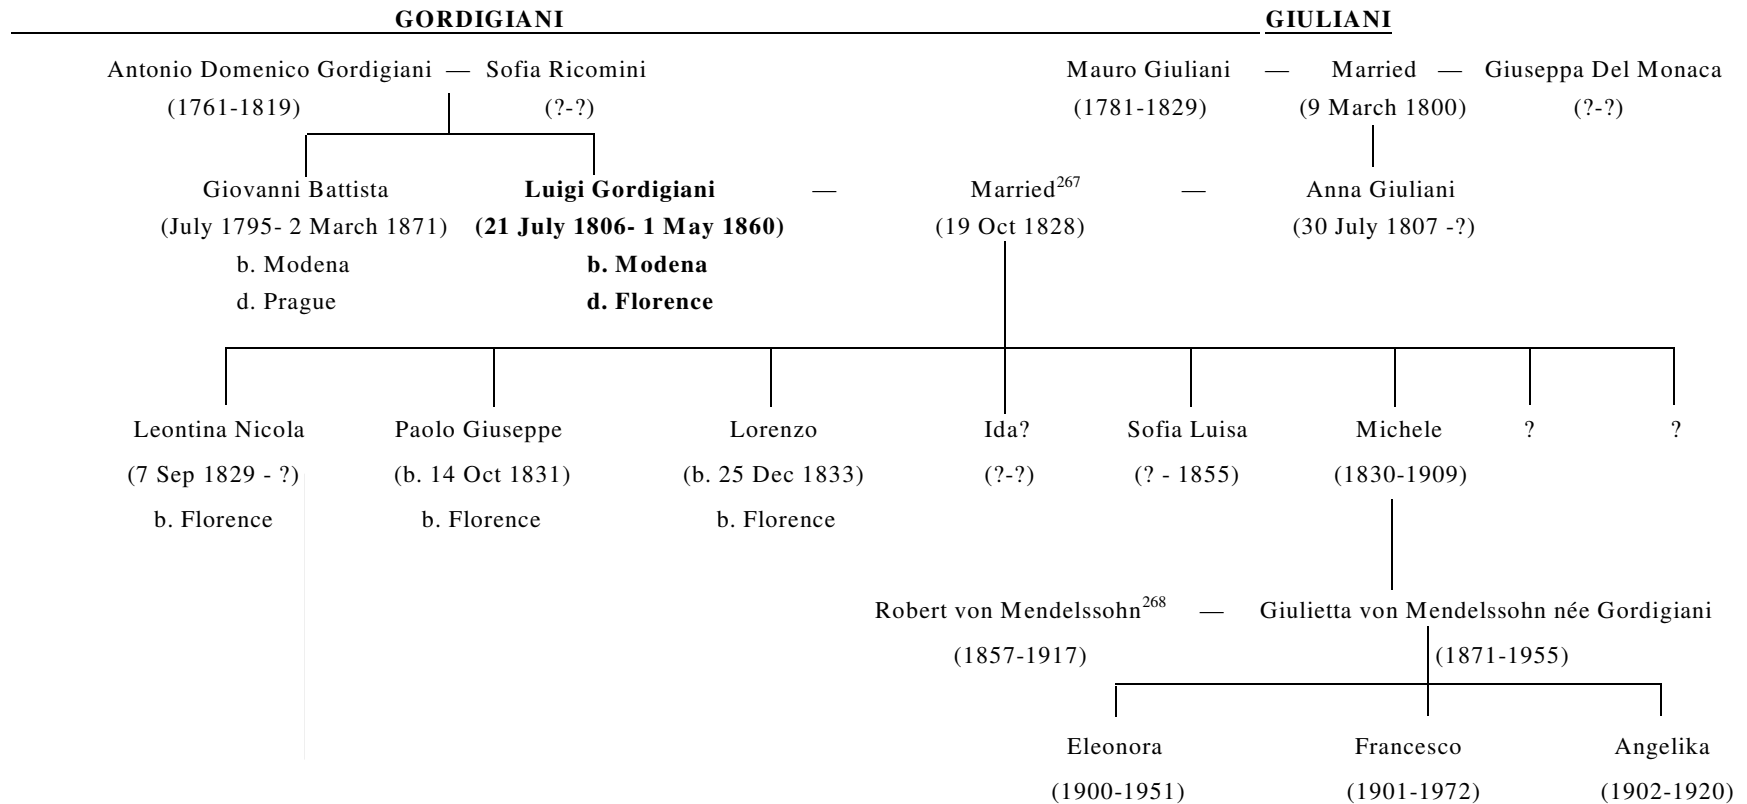 GORDIGIANI GIULIANI
Antonio Domenico Gordigiani — Sofia Ricomini Mauro Giuliani — Married — Giuseppa Del Monaca
(1761-1819) (?-?) (1781-1829) (9 March 1800) (?-?)
Giovanni Battista Luigi Gordigiani — Married267 — Anna Giuliani
(July 1795- 2 March 1871) (21 July 1806- 1 May 1860) (19 Oct 1828) (30 July 1807 -?)
b. Modena b. Modena
d. Prague d. Florence
Leontina Nicola Paolo Giuseppe Lorenzo Ida? Sofia Luisa Michele ? ?
(7 Sep 1829 - ?) (b. 14 Oct 1831) (b. 25 Dec 1833) (?-?) (? - 1855) (1830-1909)
b. Florence b. Florence b. Florence
Robert von Mendelssohn268 — Giulietta von Mendelssohn née Gordigiani
(1857-1917) (1871-1955)
Eleonora Francesco Angelika
(1900-1951) (1901-1972) (1902-1920)